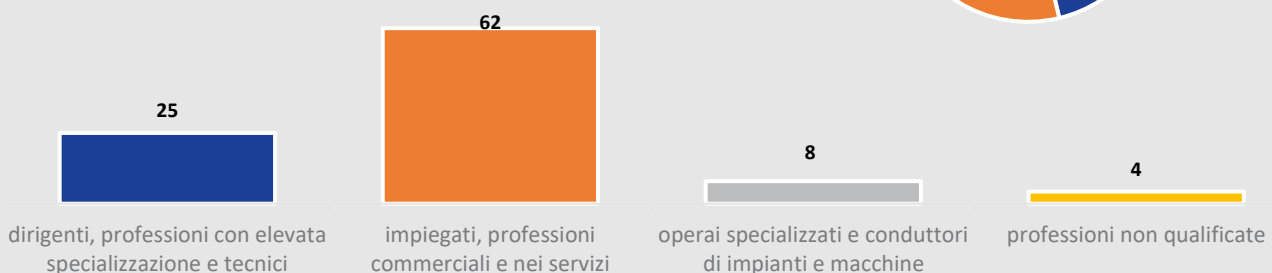 62
25
8
4
dirigenti, professioni con elevata
specializzazione e tecnici
impiegati, professioni
commerciali e nei servizi
operai specializzati e conduttori
di impianti e macchine
professioni non qualificate